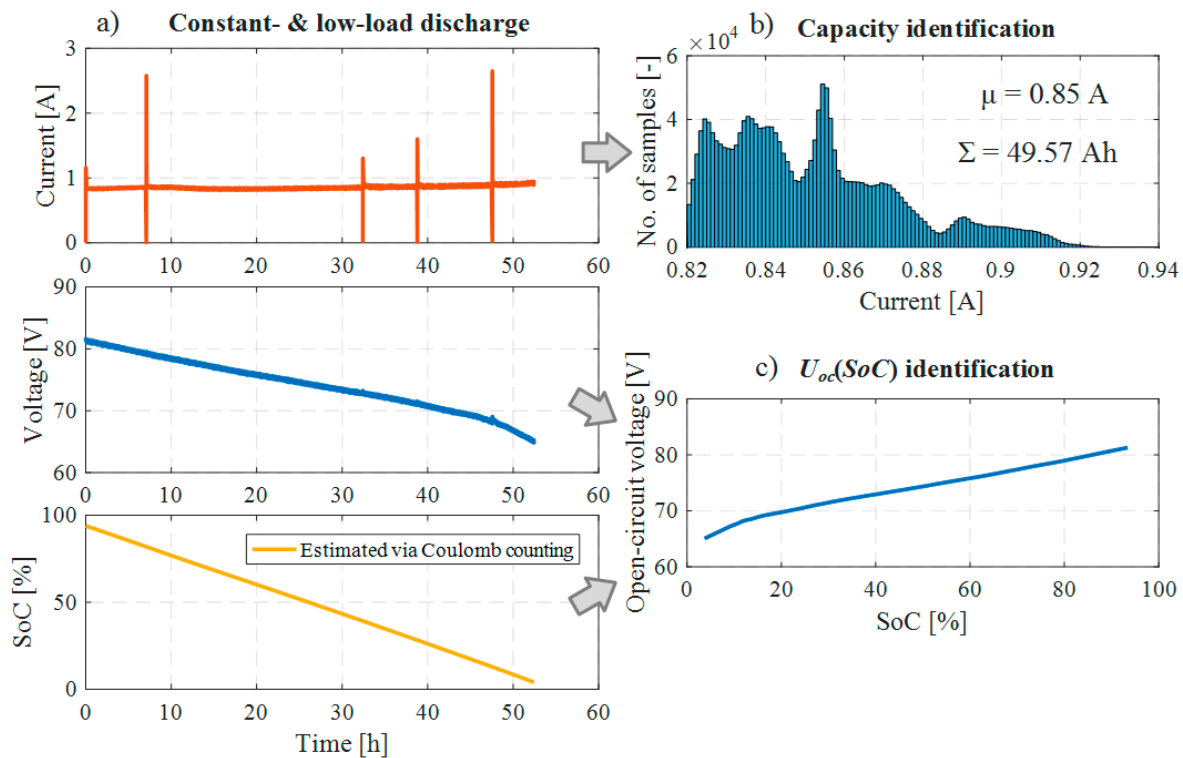 a) Constant- & low-load discharge
Current [A]
3
2
1
0
0 10 20 30 40 50 60
Voltage [V]
90
80
70
60
0 10 20 30 40 50 60
SoC [%]
100
50
0
Estimated via Coulomb counting
0 10 20 30 40 50 60
Time [h]
b) Capacity identification
×10⁴
No. of samples [-]
6
4
2
0
μ = 0.85 A
Σ = 49.57 Ah
0.82 0.84 0.86 0.88 0.9 0.92 0.94
Current [A]
c) Uoc(SoC) identification
Open-circuit voltage [V]
90
80
70
60
0 20 40 60 80 100
SoC [%]